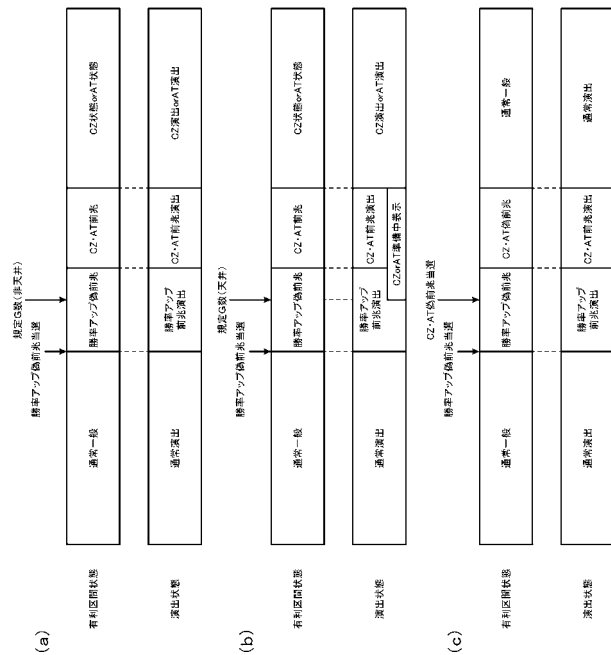 (a)
規定G数(非天井)
勝率アップ偽前兆当選
有利区間状態
通常一般
勝率アップ偽前兆
CZ・AT前兆
CZ状態orAT状態
演出状態
通常演出
勝率アップ
前兆演出
CZ・AT前兆演出
CZ演出orAT演出
(b)
規定G数(天井)
勝率アップ偽前兆当選
有利区間状態
通常一般
勝率アップ偽前兆
CZ・AT前兆
CZ状態orAT状態
演出状態
通常演出
勝率アップ
前兆演出
CZ・AT前兆演出
CZorAT準備中表示
CZ演出orAT演出
(c)
CZ・AT偽前兆当選
勝率アップ偽前兆当選
有利区間状態
通常一般
勝率アップ偽前兆
CZ・AT偽前兆
通常一般
演出状態
通常演出
勝率アップ
前兆演出
CZ・AT前兆演出
通常演出